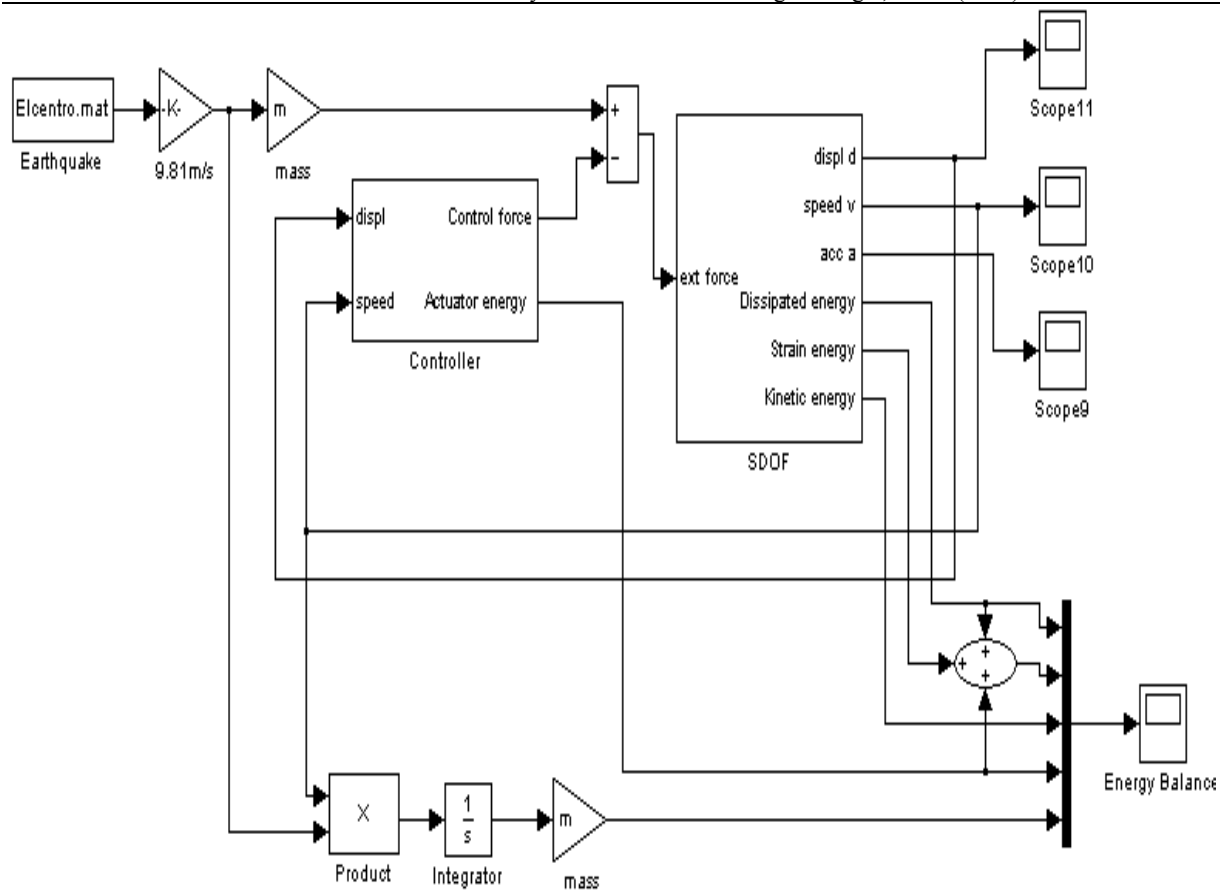 Elcentro.mat
Earthquake
-K-
9.81m/s
m
mass
+
−
displ
speed
Control force
Actuator energy
Controller
ext force
displ d
speed v
acc a
Dissipated energy
Strain energy
Kinetic energy
SDOF
Scope11
Scope10
Scope9
+
+
+
Energy Balance
X
Product
1
s
Integrator
m
mass